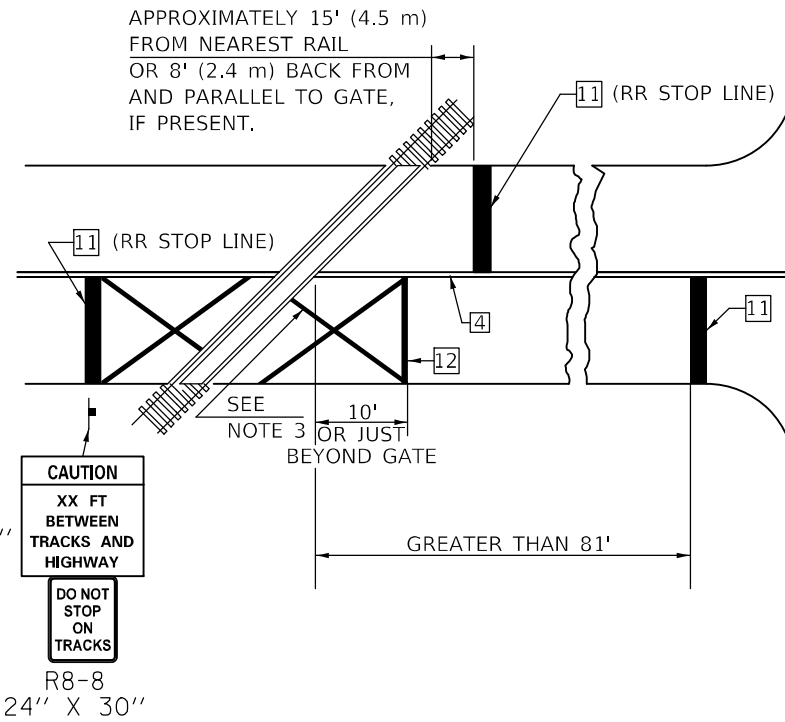 APPROXIMATELY 15' (4.5 m)
FROM NEAREST RAIL
OR 8' (2.4 m) BACK FROM
AND PARALLEL TO GATE,
IF PRESENT.
11 (RR STOP LINE)
11 (RR STOP LINE)
4
11
12
SEE
NOTE 3
10'
OR JUST
BEYOND GATE
GREATER THAN 81'
CAUTION
XX FT
BETWEEN
TRACKS AND
HIGHWAY
"
DO NOT
STOP
ON
TRACKS
R8-8
24" X 30"